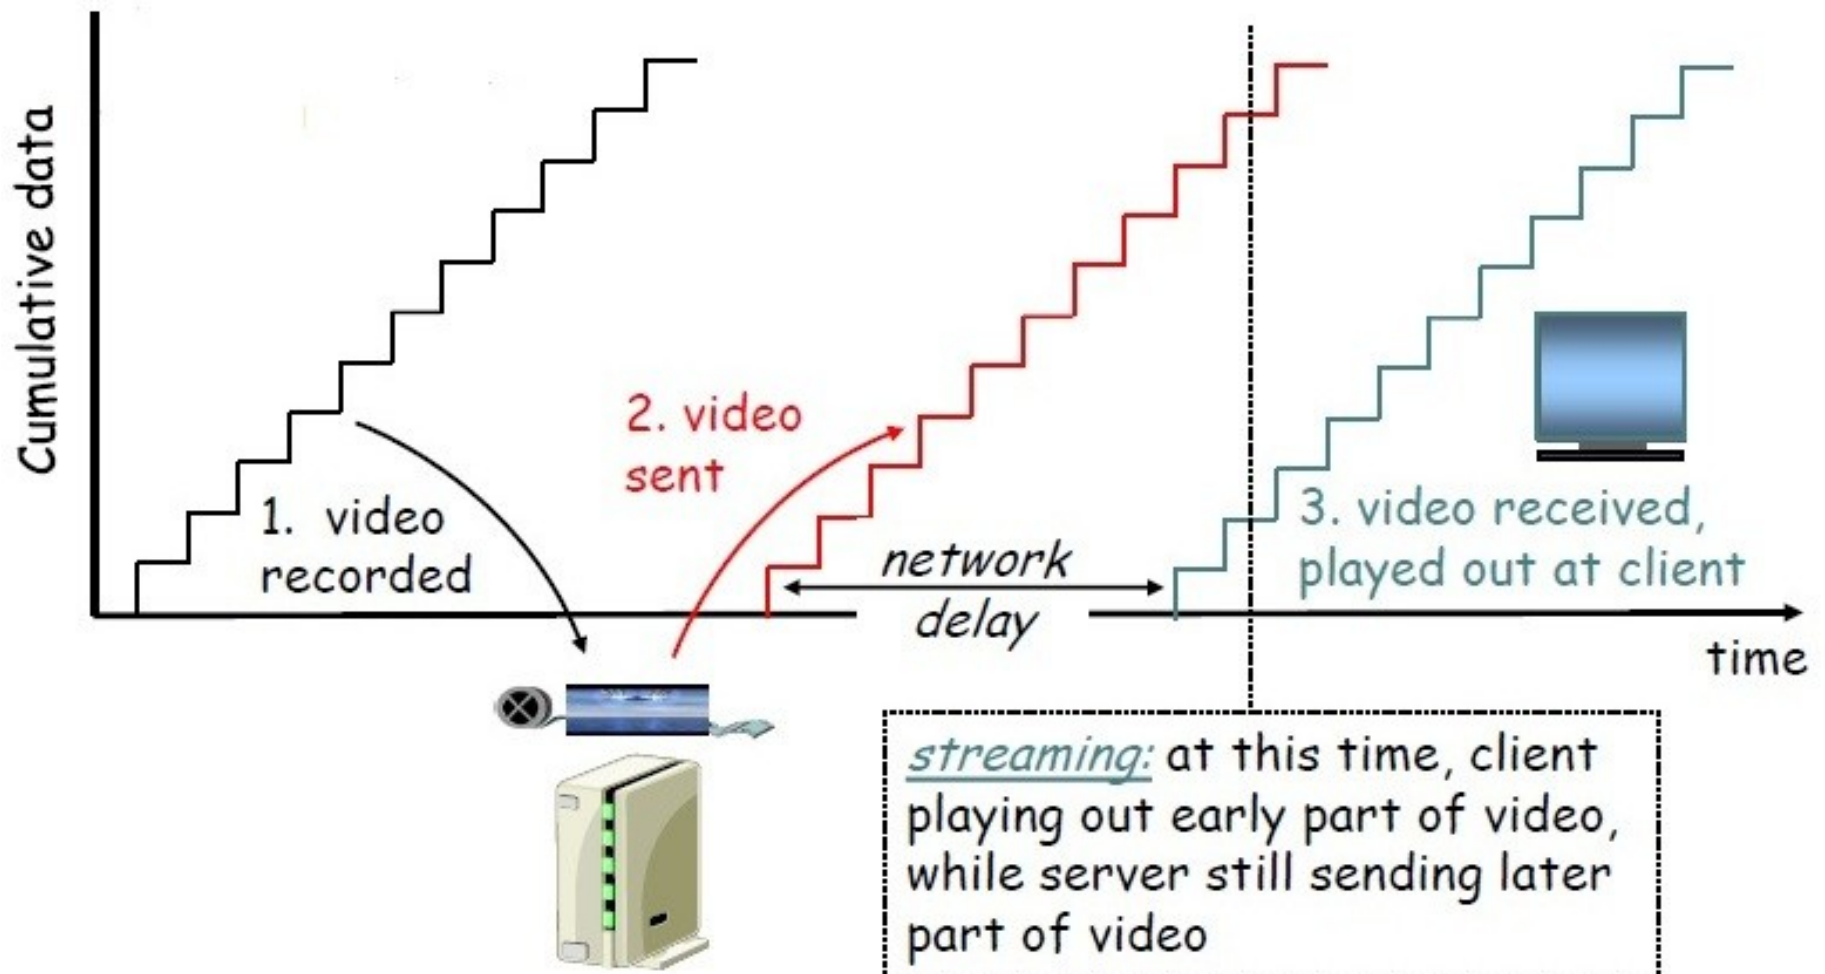 Cumulative data
1. video
recorded
2. video
sent
network
delay
3. video received,
played out at client
time
streaming: at this time, client
playing out early part of video,
while server still sending later
part of video